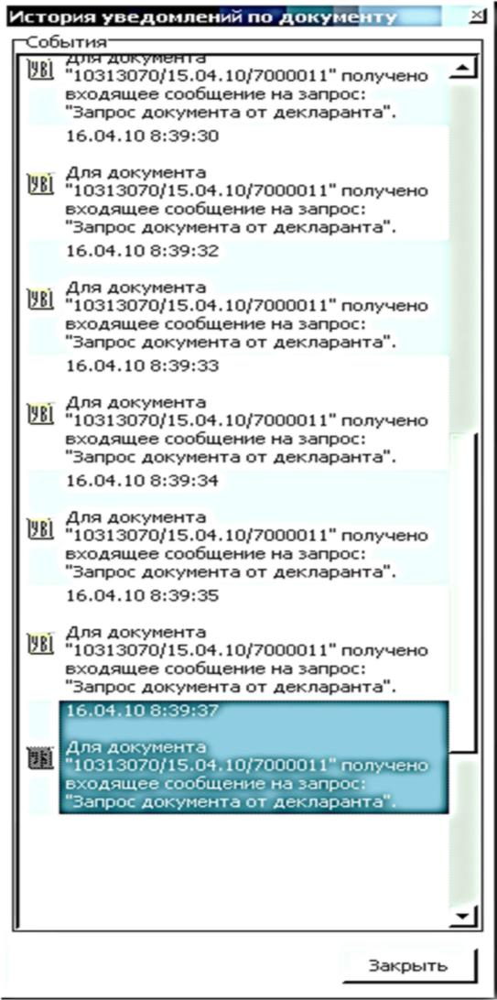 История уведомлений по документу
События
Для документа
"10313070/15.04.10/7000011" получено
входящее сообщение на запрос:
"Запрос документа от декларанта".
16.04.10 8:39:30
Для документа
"10313070/15.04.10/7000011" получено
входящее сообщение на запрос:
"Запрос документа от декларанта".
16.04.10 8:39:32
Для документа
"10313070/15.04.10/7000011" получено
входящее сообщение на запрос:
"Запрос документа от декларанта".
16.04.10 8:39:33
Для документа
"10313070/15.04.10/7000011" получено
входящее сообщение на запрос:
"Запрос документа от декларанта".
16.04.10 8:39:34
Для документа
"10313070/15.04.10/7000011" получено
входящее сообщение на запрос:
"Запрос документа от декларанта".
16.04.10 8:39:35
Для документа
"10313070/15.04.10/7000011" получено
входящее сообщение на запрос:
"Запрос документа от декларанта".
16.04.10 8:39:37
Для документа
"10313070/15.04.10/7000011" получено
входящее сообщение на запрос:
"Запрос документа от декларанта".
Закрыть